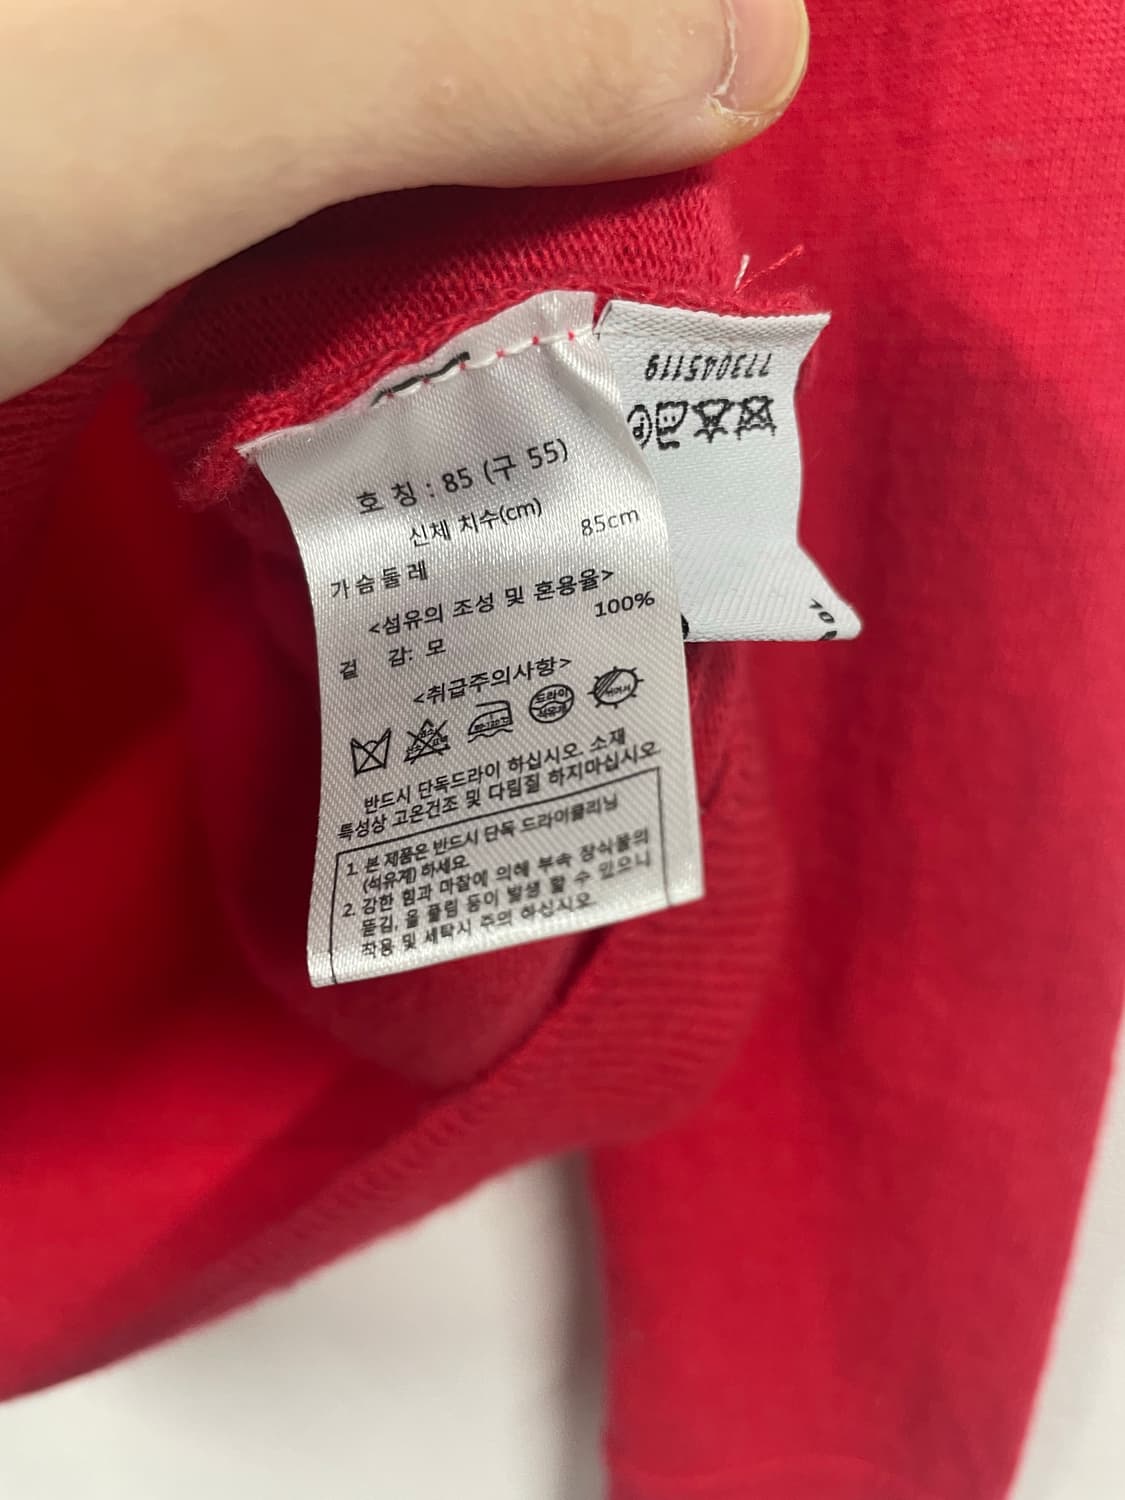 호 칭 : 85 (구 55)
신체 치수(cm)
가슴둘레 85cm
<섬유의 조성 및 혼용율>
겉 감: 모 100%
<취급주의사항>
드라이
석유계
반드시 단독드라이 하십시오. 소재
특성상 고온건조 및 다림질 하지마십시오.
1. 본 제품은 반드시 단독 드라이클리닝
(석유계) 하세요.
2. 강한 힘과 마찰에 의해 부속 장식물의
뜯김, 올 풀림 등이 발생 할 수 있으니
착용 및 세탁시 주의 하십시오.
773045119